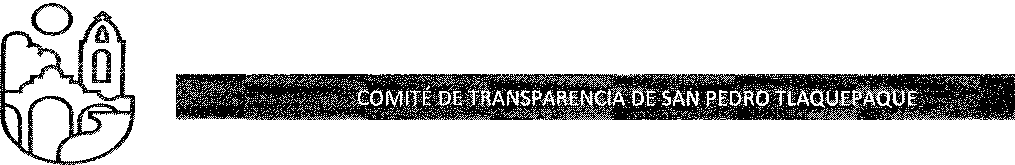 COMITÉ DE TRANSPARENCIA DE SAN PEDRO TLAQUEPAQUE